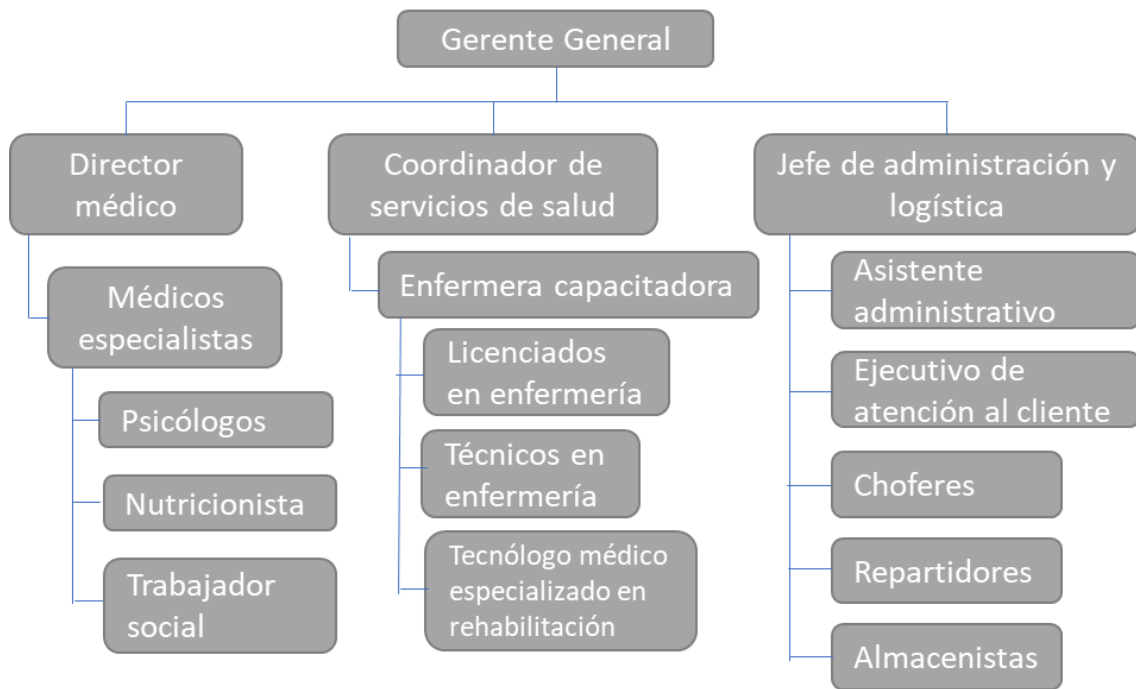 Gerente General
Director
médico
Coordinador de
servicios de salud
Jefe de administración y
logística
Médicos
especialistas
Psicólogos
Nutricionista
Trabajador
social
Enfermera capacitadora
Licenciados
en enfermería
Técnicos en
enfermería
Tecnólogo médico
especializado en
rehabilitación
Asistente
administrativo
Ejecutivo de
atención al cliente
Choferes
Repartidores
Almacenistas